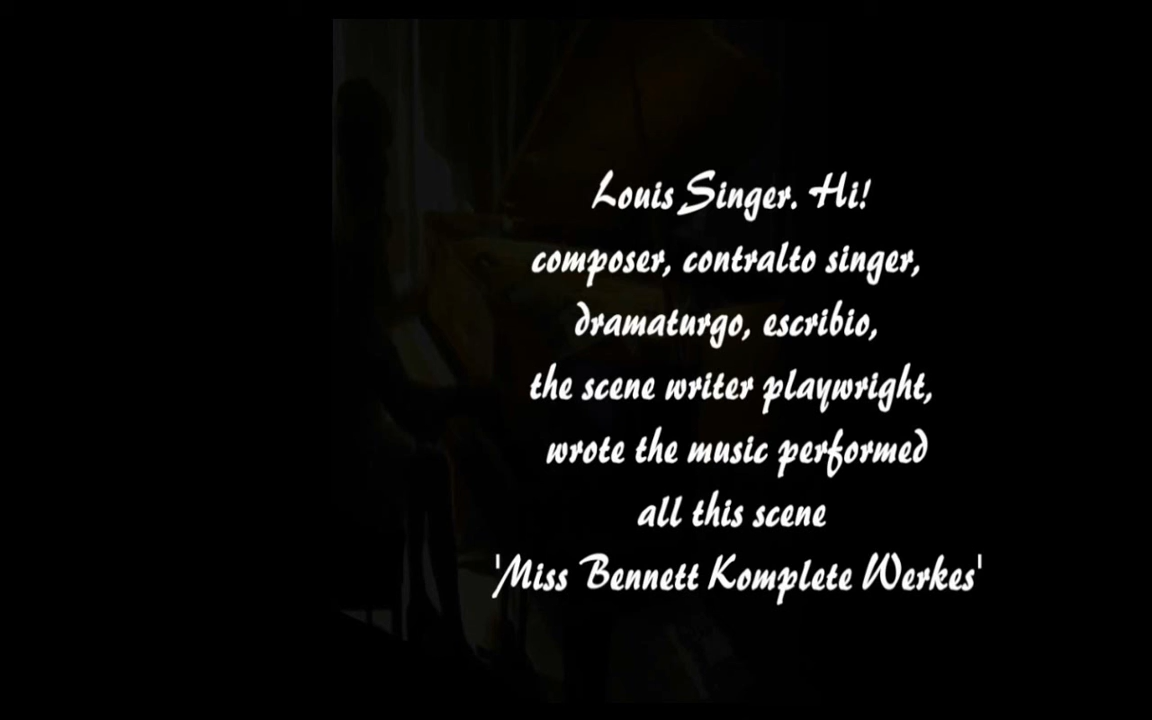 Louis Singer. Hi!
composer, contralto singer,
dramaturgo, escribio,
the scene writer playwright,
wrote the music performed
all this scene
'Miss Bennett Komplete Werkes'